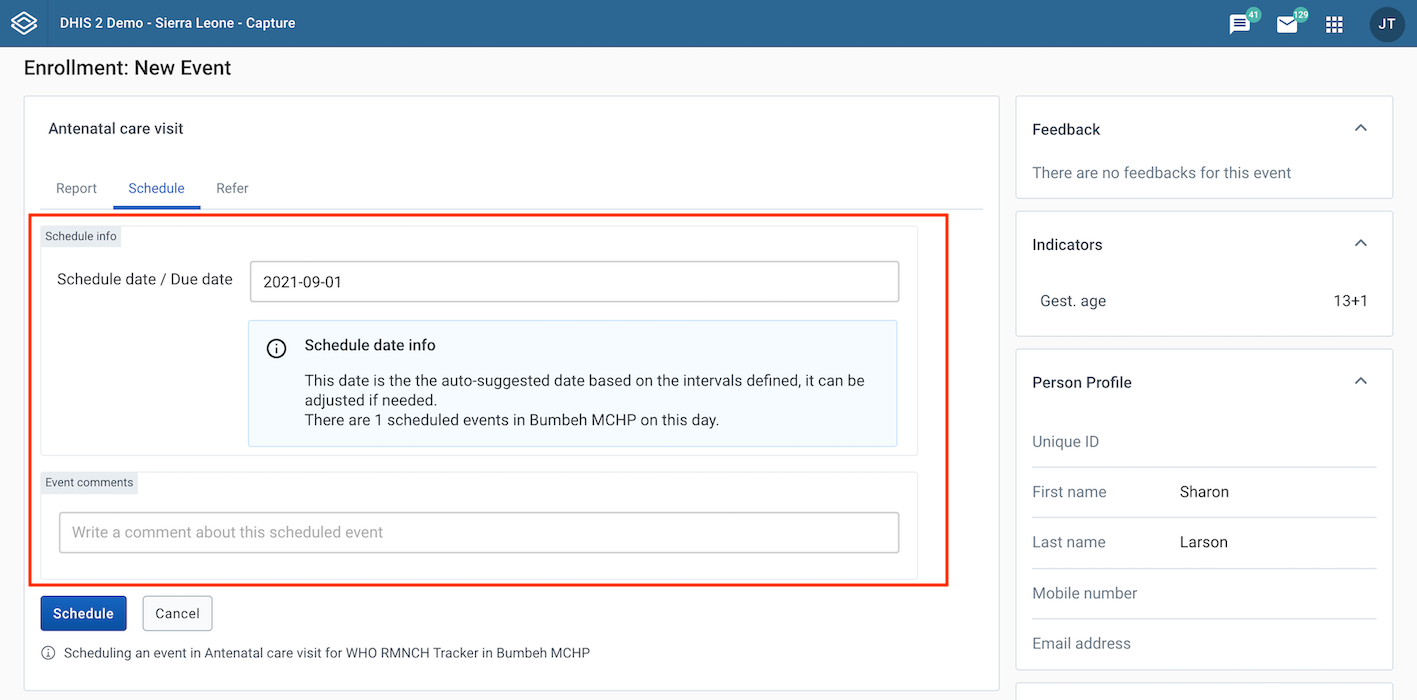 DHIS 2 Demo - Sierra Leone - Capture
41
129
JT
Enrollment: New Event
Antenatal care visit
Report
Schedule
Refer
Schedule info
Schedule date / Due date
2021-09-01
Schedule date info
This date is the the auto-suggested date based on the intervals defined, it can be
adjusted if needed.
There are 1 scheduled events in Bumbeh MCHP on this day.
Event comments
Write a comment about this scheduled event
Schedule
Cancel
Scheduling an event in Antenatal care visit for WHO RMNCH Tracker in Bumbeh MCHP
Feedback
There are no feedbacks for this event
Indicators
Gest. age 13+1
Person Profile
Unique ID
First name Sharon
Last name Larson
Mobile number
Email address